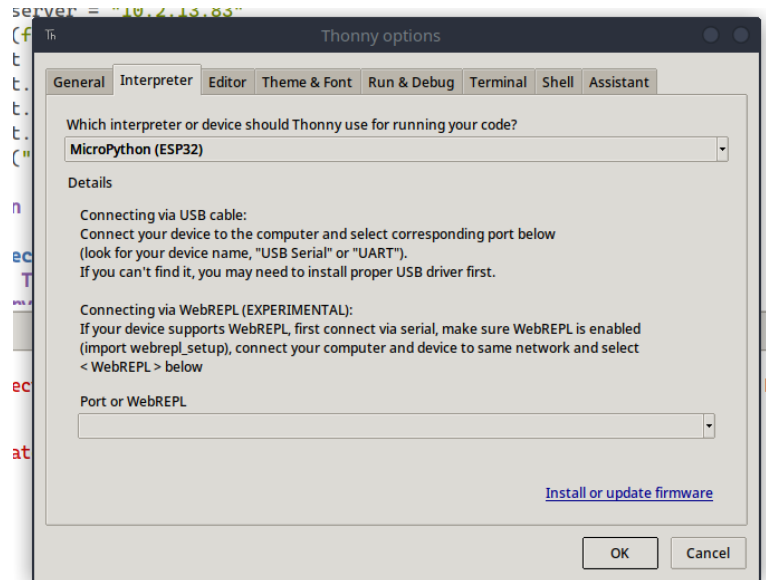 server = "10.2.13.83"
(f
Th Thonny options
t
t.
t.
t.
("
General Interpreter Editor Theme & Font Run & Debug Terminal Shell Assistant
Which interpreter or device should Thonny use for running your code?
MicroPython (ESP32)
Details
n
Connecting via USB cable:
Connect your device to the computer and select corresponding port below
(look for your device name, "USB Serial" or "UART").
If you can't find it, you may need to install proper USB driver first.
ec
T
Connecting via WebREPL (EXPERIMENTAL):
If your device supports WebREPL, first connect via serial, make sure WebREPL is enabled
(import webrepl_setup), connect your computer and device to same network and select
< WebREPL > below
ec
Port or WebREPL
at
Install or update firmware
OK Cancel